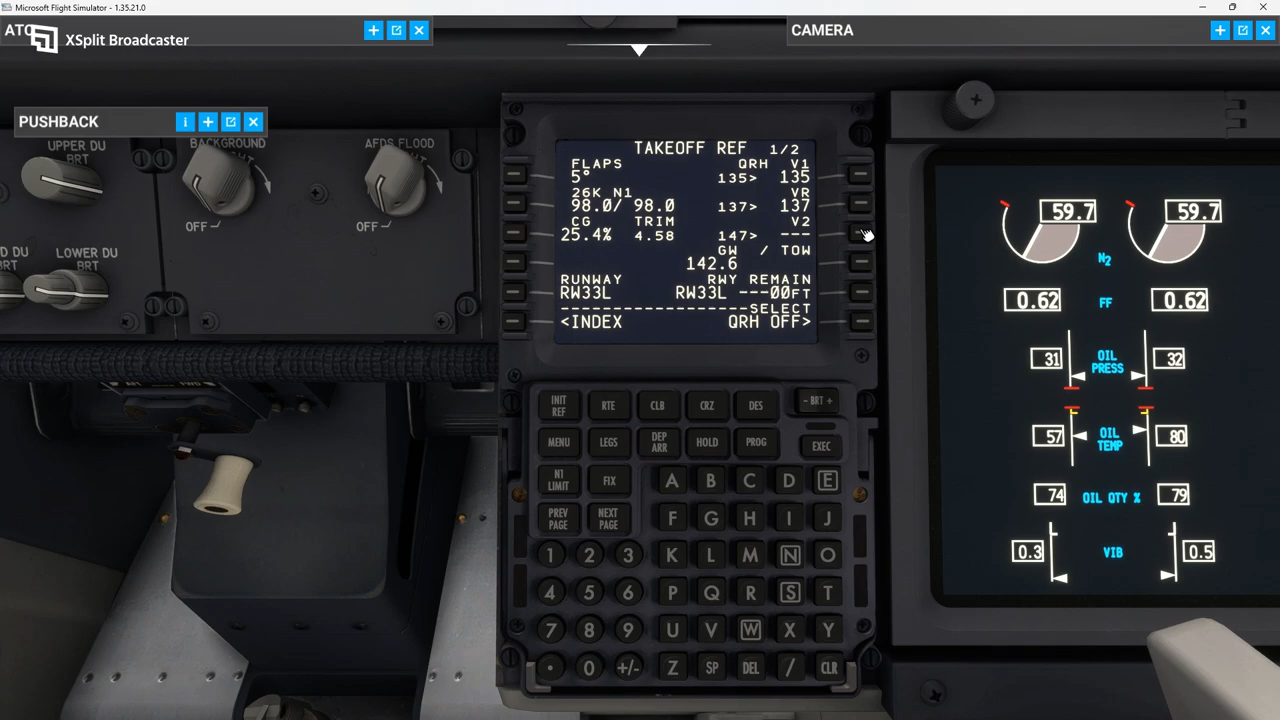 Microsoft Flight Simulator - 1.35.21.0
XSplit Broadcaster
CAMERA
PUSHBACK
UPPER DU
BRT
BACKGROUND
AFDS FLOOD
OFF
OFF
LOWER DU
BRT
TAKEOFF REF 1/2
FLAPS QRH V1
5° 135> 135
26K N1 VR
98.0/ 98.0 137> 137
CG TRIM V2
25.4% 4.58 147> ---
GW / TOW
142.6
RUNWAY RWY REMAIN
RW33L RW33L ---00FT
--------------------SELECT
<INDEX QRH OFF>
INIT REF RTE CLB CRZ DES - BRT +
MENU LEGS DEP ARR HOLD PROG EXEC
N1 LIMIT FIX A B C D E
PREV PAGE NEXT PAGE F G H I J
1 2 3 K L M N O
4 5 6 P Q R S T
7 8 9 U V W X Y
. 0 +/- Z SP DEL / CLR
59.7 59.7
N2
0.62 FF 0.62
31 OIL PRESS 32
57 OIL TEMP 80
74 OIL QTY % 79
0.3 VIB 0.5